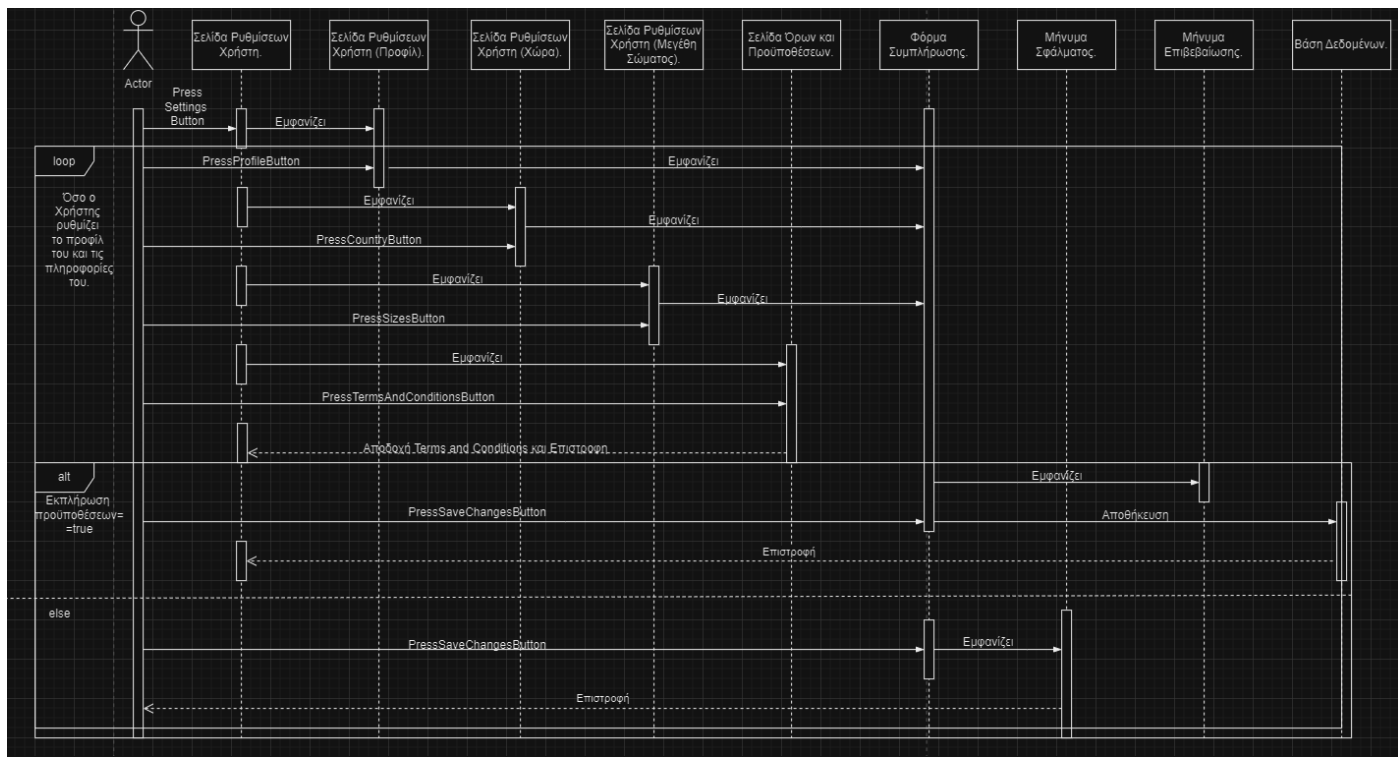 Σελίδα Ρυθμίσεων
Χρήστη.
Σελίδα Ρυθμίσεων
Χρήστη (Προφίλ).
Σελίδα Ρυθμίσεων
Χρήστη (Χώρα).
Σελίδα Ρυθμίσεων
Χρήστη (Μεγέθη
Σώματος).
Σελίδα Όρων και
Προϋποθέσεων.
Φόρμα
Συμπλήρωσης.
Μήνυμα
Σφάλματος.
Μήνυμα
Επιβεβαίωσης.
Βάση Δεδομένων.
Actor
Press
Settings
Button
Εμφανίζει
loop
PressProfileButton
Εμφανίζει
Όσο ο
Χρήστης
ρυθμίζει
το προφίλ
του και τις
πληροφορίες
του.
Εμφανίζει
Εμφανίζει
PressCountryButton
Εμφανίζει
Εμφανίζει
PressSizesButton
Εμφανίζει
PressTermsAndConditionsButton
Αποδοχή Terms and Conditions και Επιστροφη
alt
Εκπλήρωση
προϋποθέσεων=
=true
Εμφανίζει
PressSaveChangesButton
Αποθήκευση
Επιστροφή
else
PressSaveChangesButton
Εμφανίζει
Επιστροφή